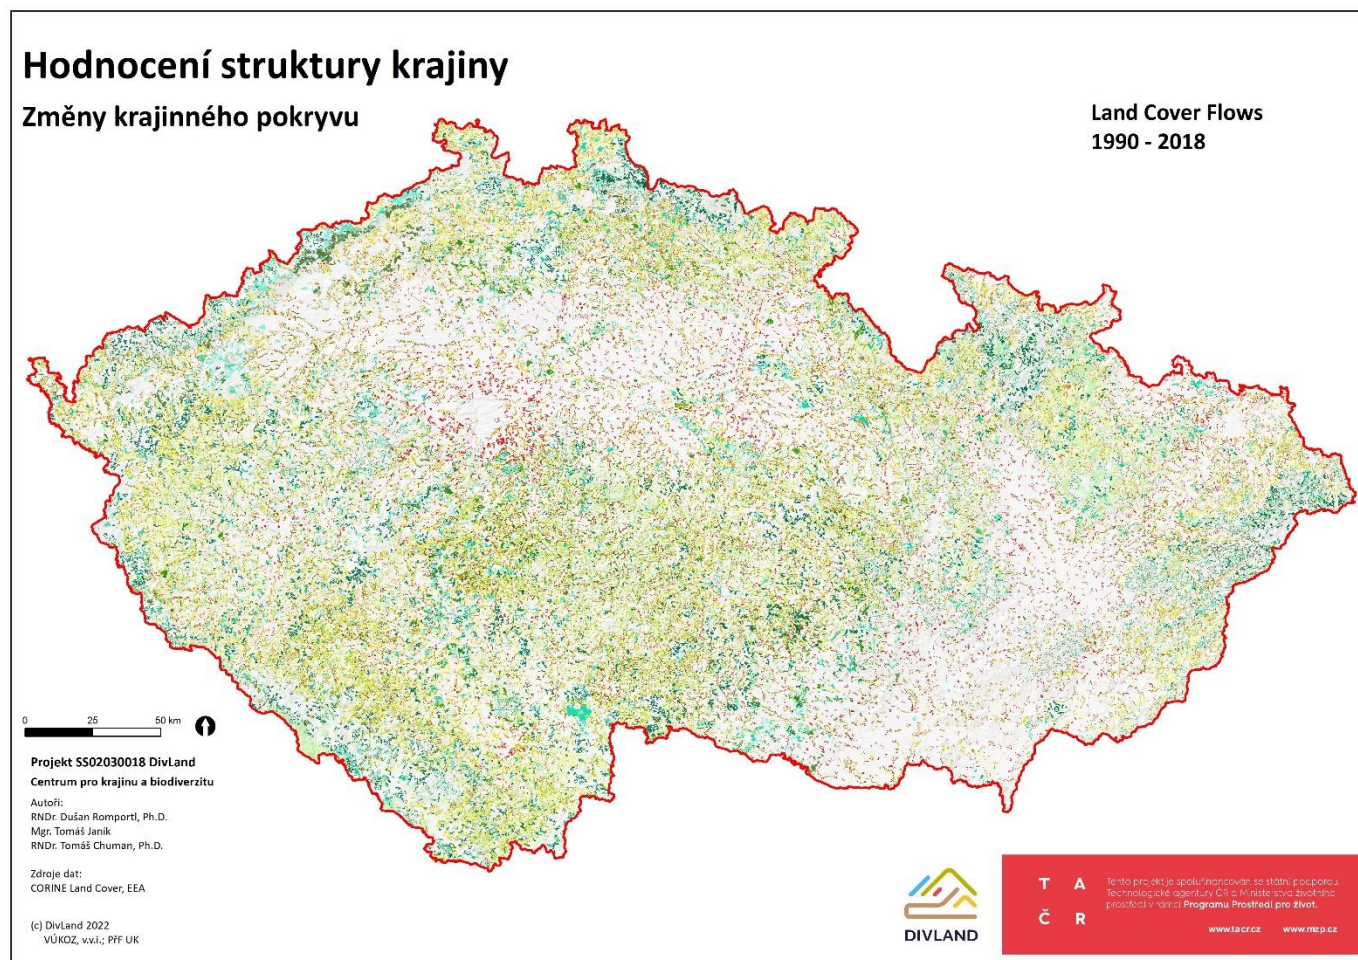 Hodnocení struktury krajiny
Změny krajinného pokryvu
Land Cover Flows
1990 - 2018
0 25 50 km
Projekt SS02030018 DivLand
Centrum pro krajinu a biodiverzitu
Autoři:
RNDr. Dušan Romportl, Ph.D.
Mgr. Tomáš Janík
RNDr. Tomáš Chuman, Ph.D.
Zdroje dat:
CORINE Land Cover, EEA
(c) DivLand 2022
VÚKOZ, v.v.i.; PřF UK
DIVLAND
T A
Č R
Tento projekt je spolufinancován se státní podporou
Technologické agentury ČR a Ministerstva životního
prostředí v rámci Programu Prostředí pro život.
www.tacr.cz www.mzp.cz